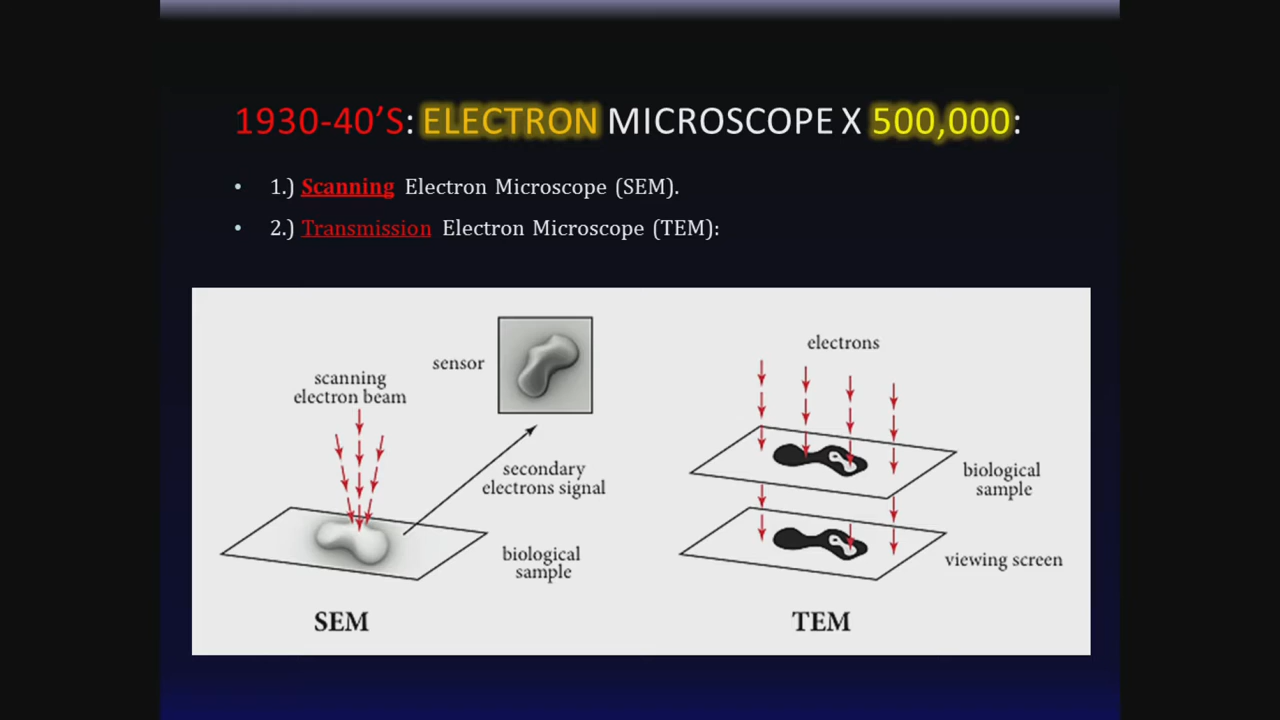 1930-40’S: ELECTRON MICROSCOPE X 500,000:
• 1.) Scanning Electron Microscope (SEM).
• 2.) Transmission Electron Microscope (TEM):
scanning
electron beam
sensor
secondary
electrons signal
biological
sample
SEM
electrons
biological
sample
viewing screen
TEM